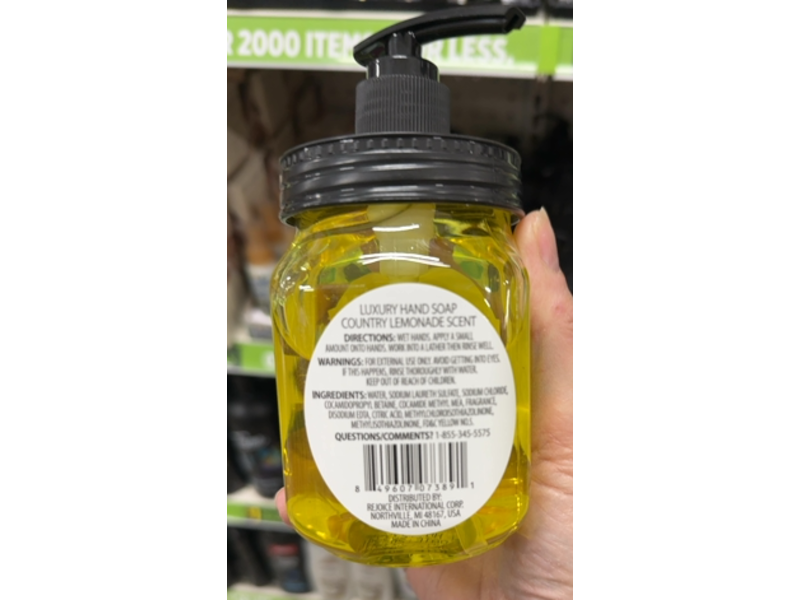 2000 ITEMS OR LESS.
LUXURY HAND SOAP
COUNTRY LEMONADE SCENT
DIRECTIONS: WET HANDS. APPLY A SMALL
AMOUNT ONTO HANDS. WORK INTO A LATHER THEN RINSE WELL.
WARNINGS: FOR EXTERNAL USE ONLY. AVOID GETTING INTO EYES.
IF THIS HAPPENS, RINSE THOROUGHLY WITH WATER.
KEEP OUT OF REACH OF CHILDREN.
INGREDIENTS: WATER, SODIUM LAURETH SULFATE, SODIUM CHLORIDE,
COCAMIDOPROPYL BETAINE, COCAMIDE METHYL MEA, FRAGRANCE,
DISODIUM EDTA, CITRIC ACID, METHYLCHLOROISOTHIAZOLINONE,
METHYLISOTHIAZOLINONE, FD&C YELLOW NO.5.
QUESTIONS/COMMENTS? 1-855-345-5575
8 49607 07389 1
DISTRIBUTED BY:
REJOICE INTERNATIONAL CORP.
NORTHVILLE, MI 48167, USA
MADE IN CHINA